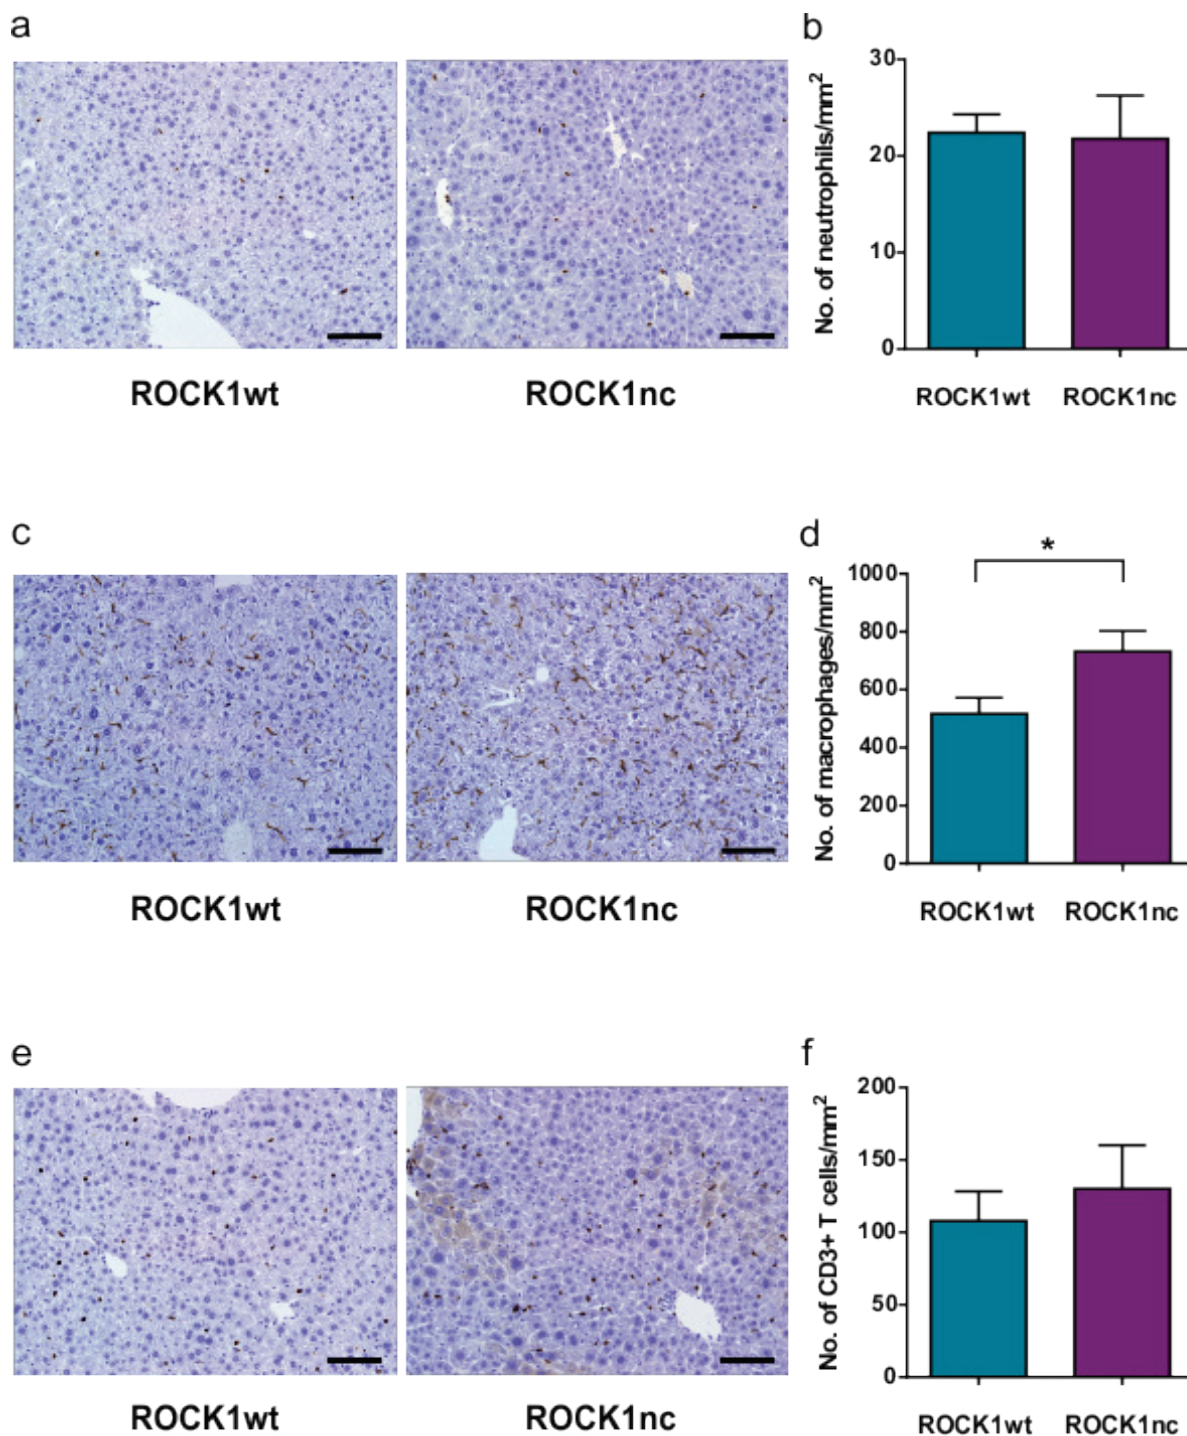 a
b
ROCK1wt
ROCK1nc
No. of neutrophils/mm²
30
20
10
0
ROCK1wt
ROCK1nc
c
d
ROCK1wt
ROCK1nc
No. of macrophages/mm²
*
1000
800
600
400
200
0
ROCK1wt
ROCK1nc
e
f
ROCK1wt
ROCK1nc
No. of CD3+ T cells/mm²
200
150
100
50
0
ROCK1wt
ROCK1nc